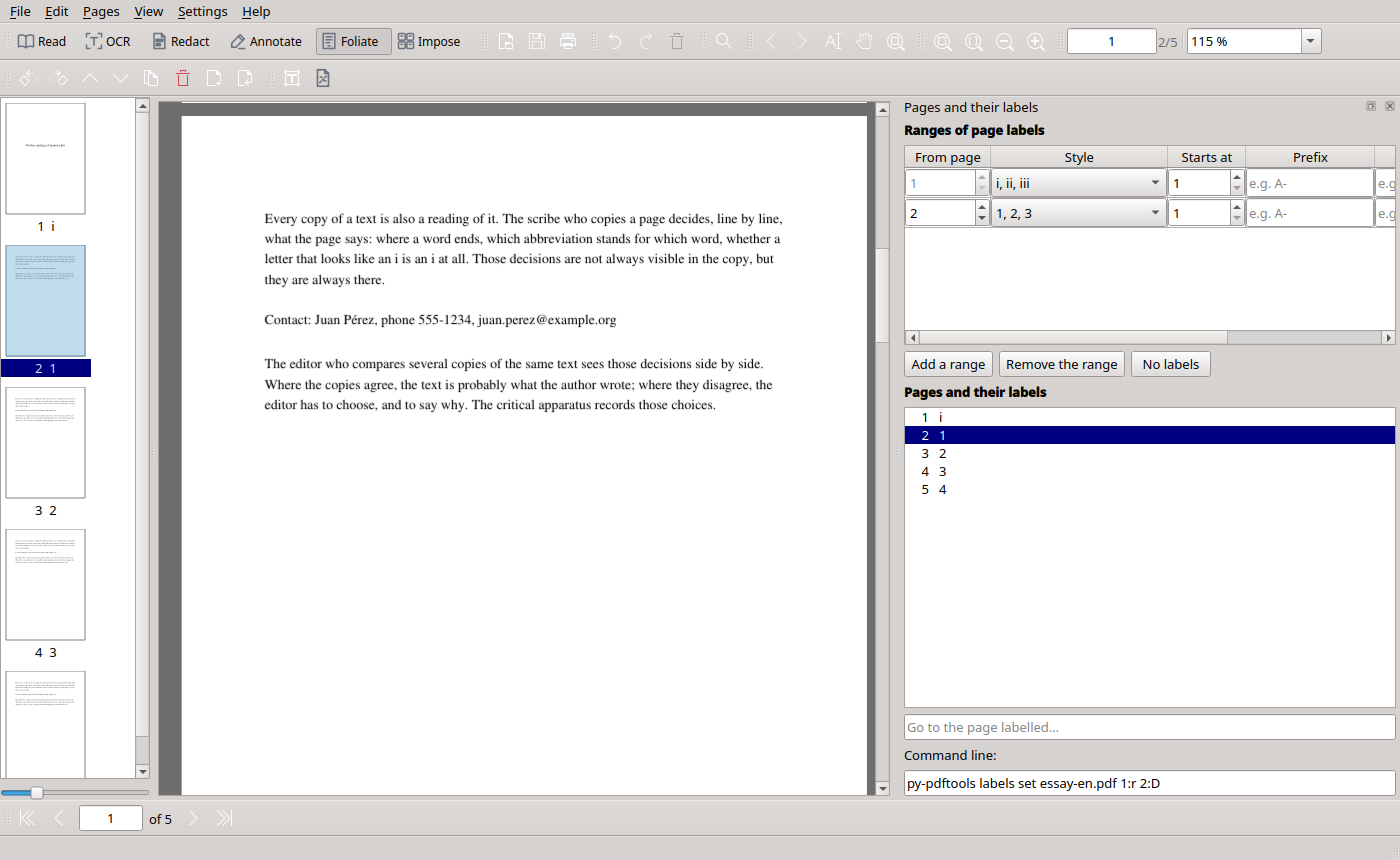 File Edit Pages View Settings Help
Read OCR Redact Annotate Foliate Impose 1 2/5 115 %
1 i
2 1
3 2
4 3
Every copy of a text is also a reading of it. The scribe who copies a page decides, line by line,
what the page says: where a word ends, which abbreviation stands for which word, whether a
letter that looks like an i is an i at all. Those decisions are not always visible in the copy, but
they are always there.
Contact: Juan Pérez, phone 555-1234, juan.perez@example.org
The editor who compares several copies of the same text sees those decisions side by side.
Where the copies agree, the text is probably what the author wrote; where they disagree, the
editor has to choose, and to say why. The critical apparatus records those choices.
Pages and their labels
Ranges of page labels
From page Style Starts at Prefix
1 i, ii, iii 1 e.g. A- e.g
2 1, 2, 3 1 e.g. A- e.g
Add a range Remove the range No labels
Pages and their labels
1 i
2 1
3 2
4 3
5 4
Go to the page labelled...
Command line:
py-pdftools labels set essay-en.pdf 1:r 2:D
1 of 5